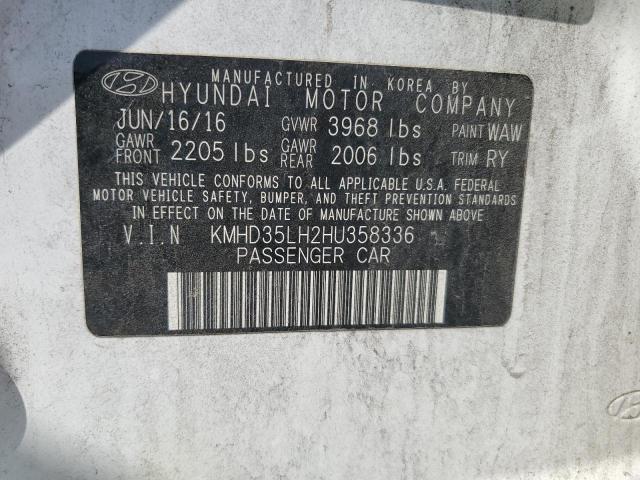 MANUFACTURED IN KOREA BY
HYUNDAI MOTOR COMPANY
JUN/16/16 GVWR 3968 lbs PAINT WAW
GAWR FRONT 2205 lbs GAWR REAR 2006 lbs TRIM RY
THIS VEHICLE CONFORMS TO ALL APPLICABLE U.S.A. FEDERAL
MOTOR VEHICLE SAFETY, BUMPER, AND THEFT PREVENTION STANDARDS
IN EFFECT ON THE DATE OF MANUFACTURE SHOWN ABOVE
V.I.N KMHD35LH2HU358336
PASSENGER CAR